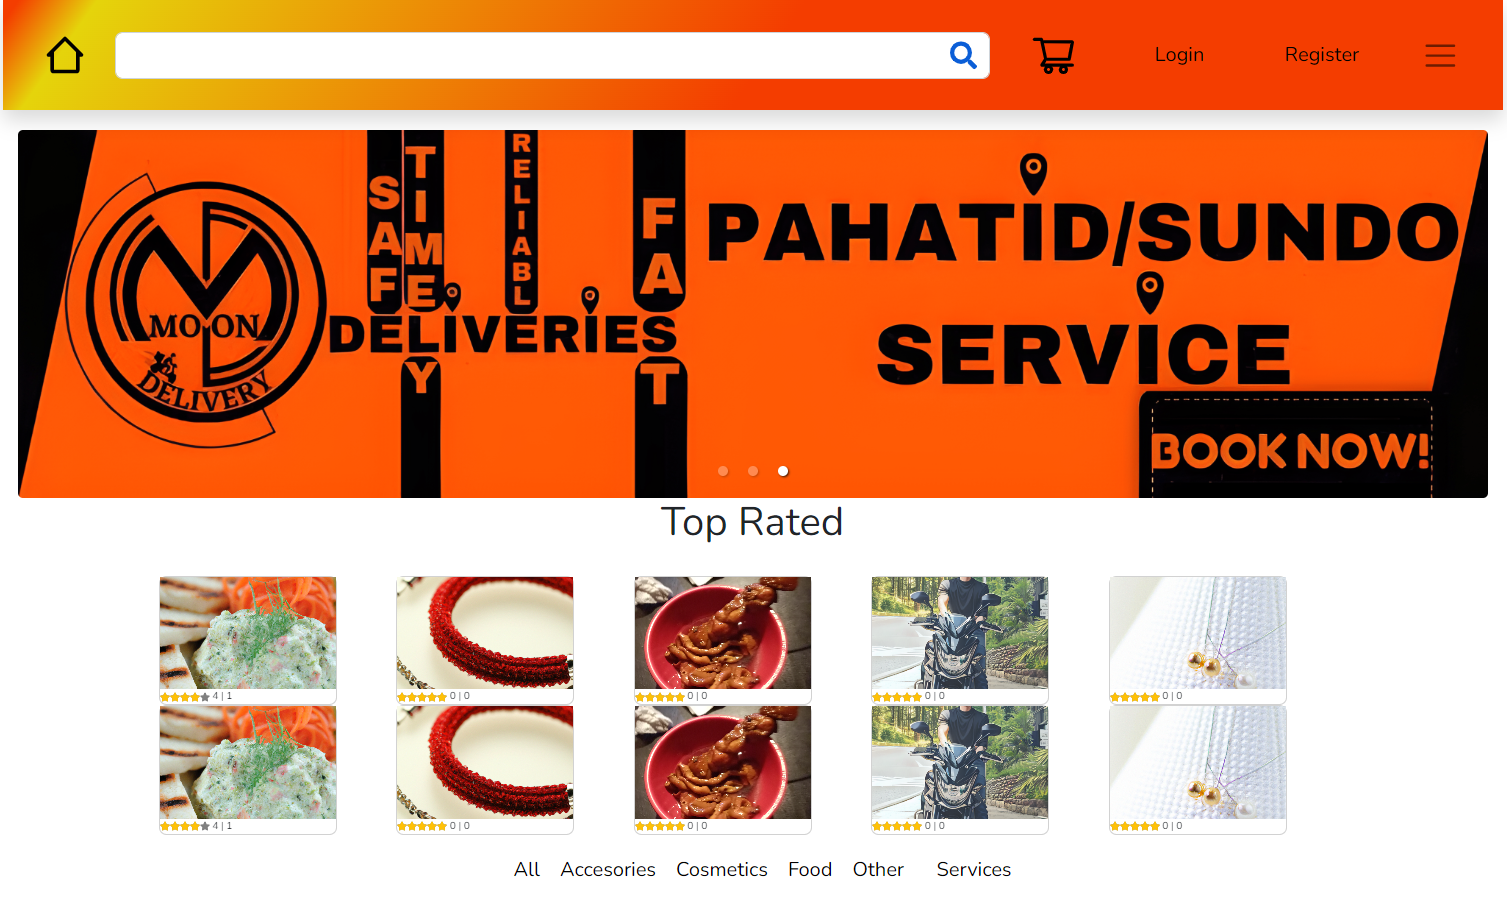 Login
Register
SAFE
TIMELY
RELIABLE
FAST
DELIVERIES
MOON
DELIVERY
PAHATID/SUNDO
SERVICE
BOOK NOW!
Top Rated
4 | 1
0 | 0
0 | 0
0 | 0
0 | 0
4 | 1
0 | 0
0 | 0
0 | 0
0 | 0
All Accesories Cosmetics Food Other Services